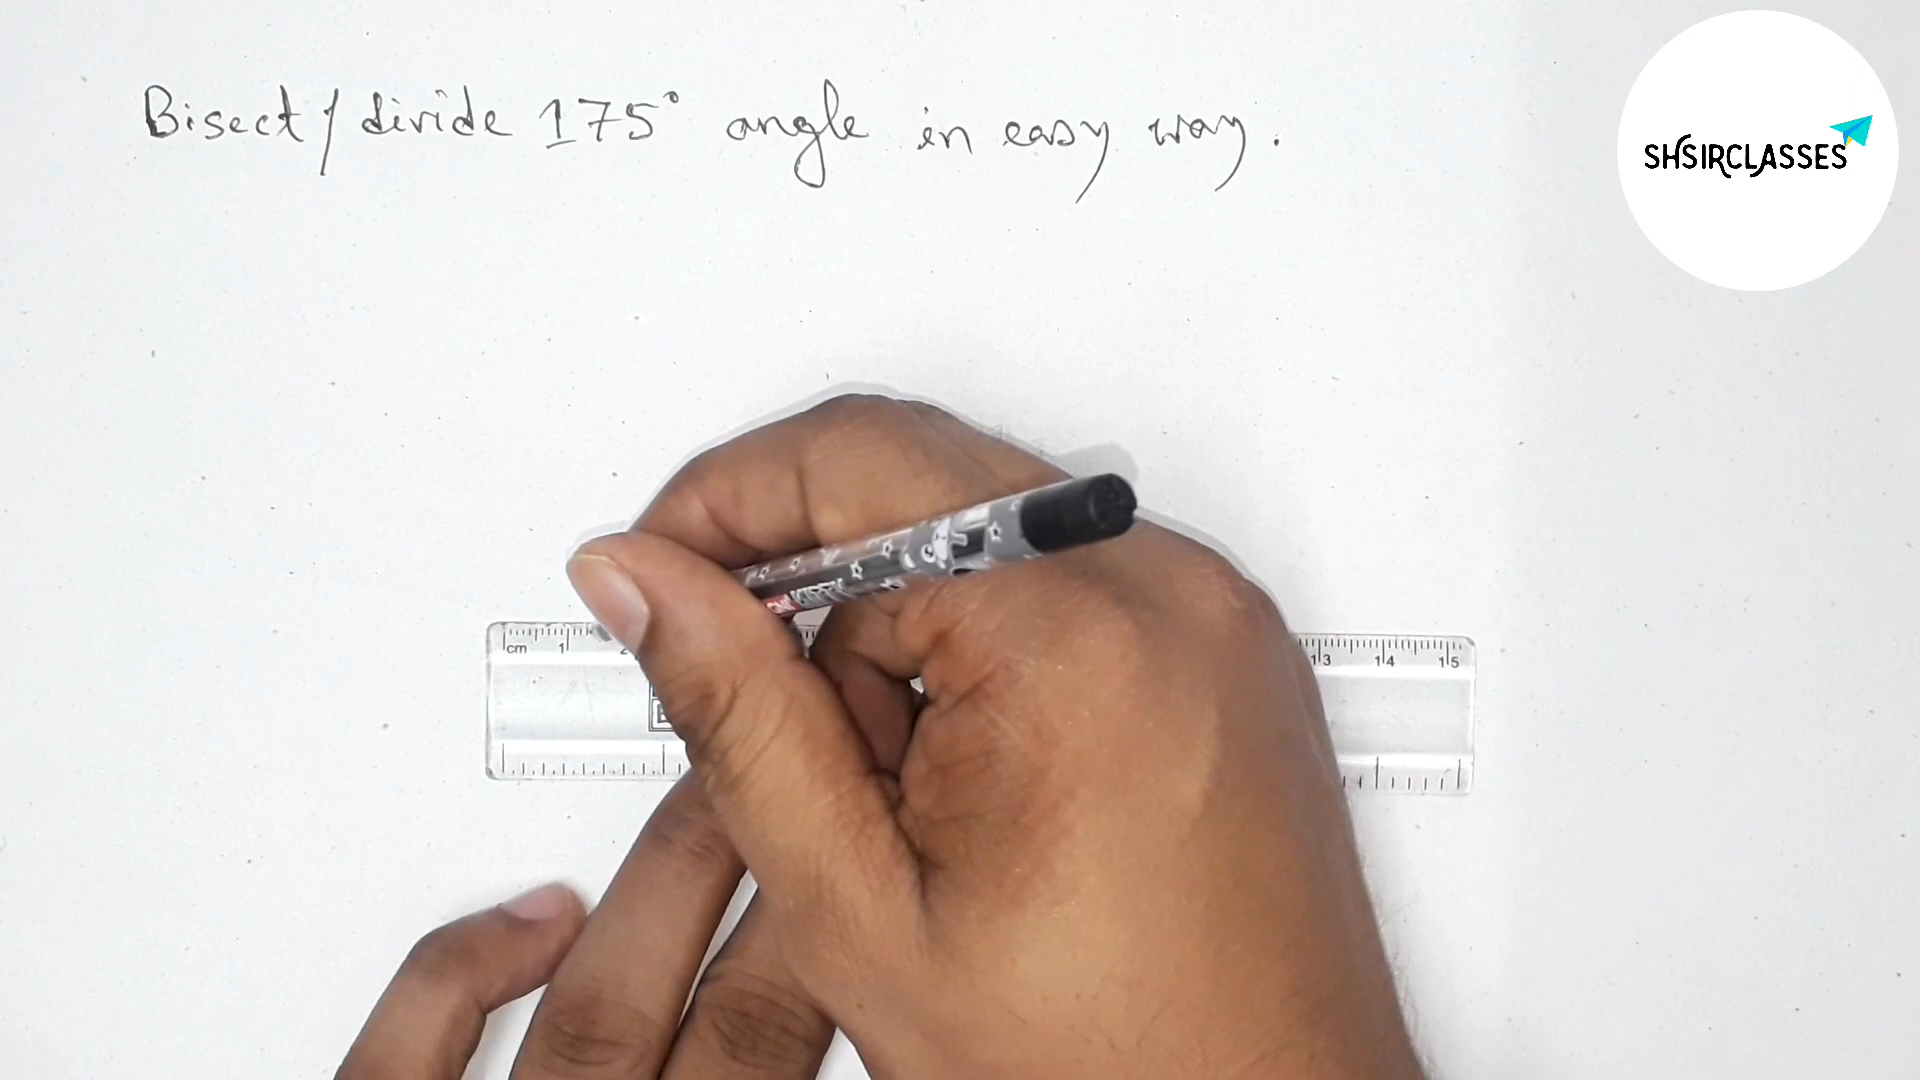 Bisect/divide 175° angle in easy way.
SHSIRCLASSES
cm 1 2 13 14 15